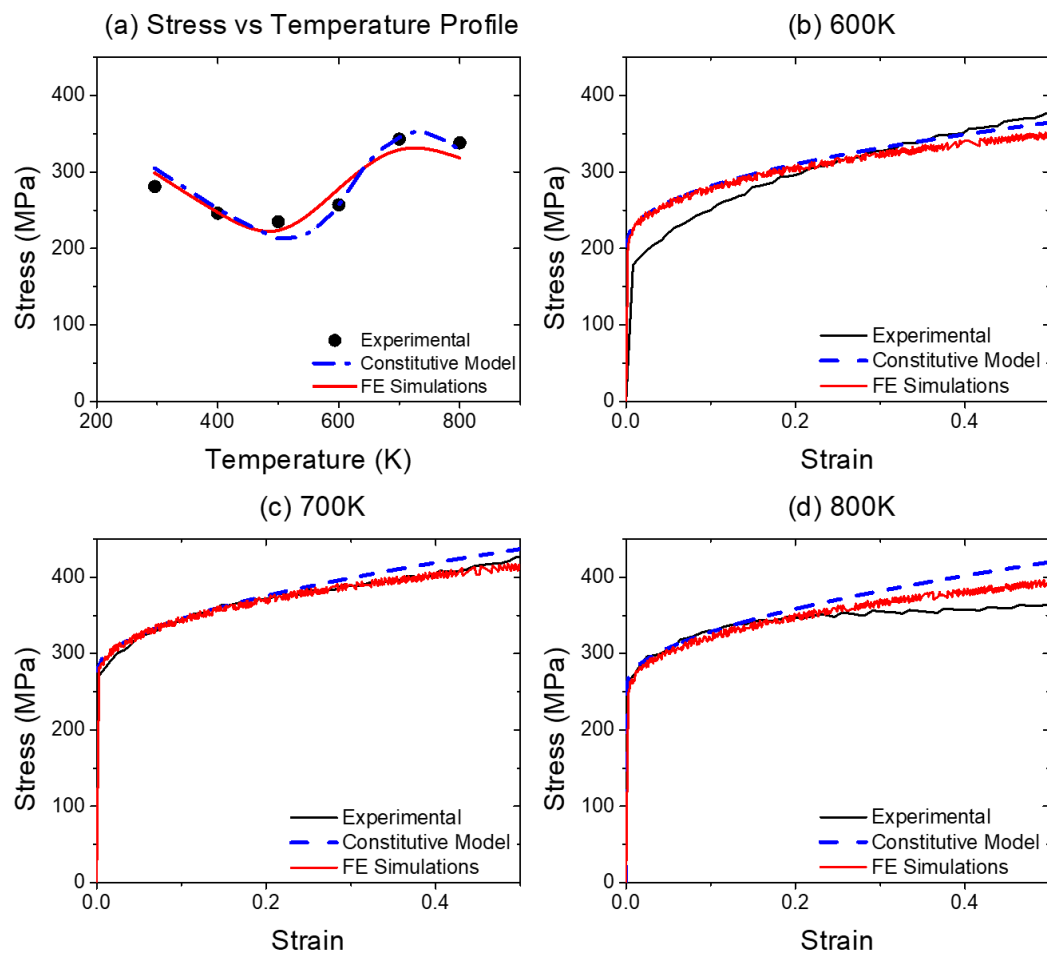 (a) Stress vs Temperature Profile
Stress (MPa)
400
300
200
100
0
200
400
600
800
Temperature (K)
Experimental
Constitutive Model
FE Simulations
(b) 600K
Stress (MPa)
400
300
200
100
0
0.0
0.2
0.4
Strain
Experimental
Constitutive Model
FE Simulations
(c) 700K
Stress (MPa)
400
300
200
100
0
0.0
0.2
0.4
Strain
Experimental
Constitutive Model
FE Simulations
(d) 800K
Stress (MPa)
400
300
200
100
0
0.0
0.2
0.4
Strain
Experimental
Constitutive Model
FE Simulations